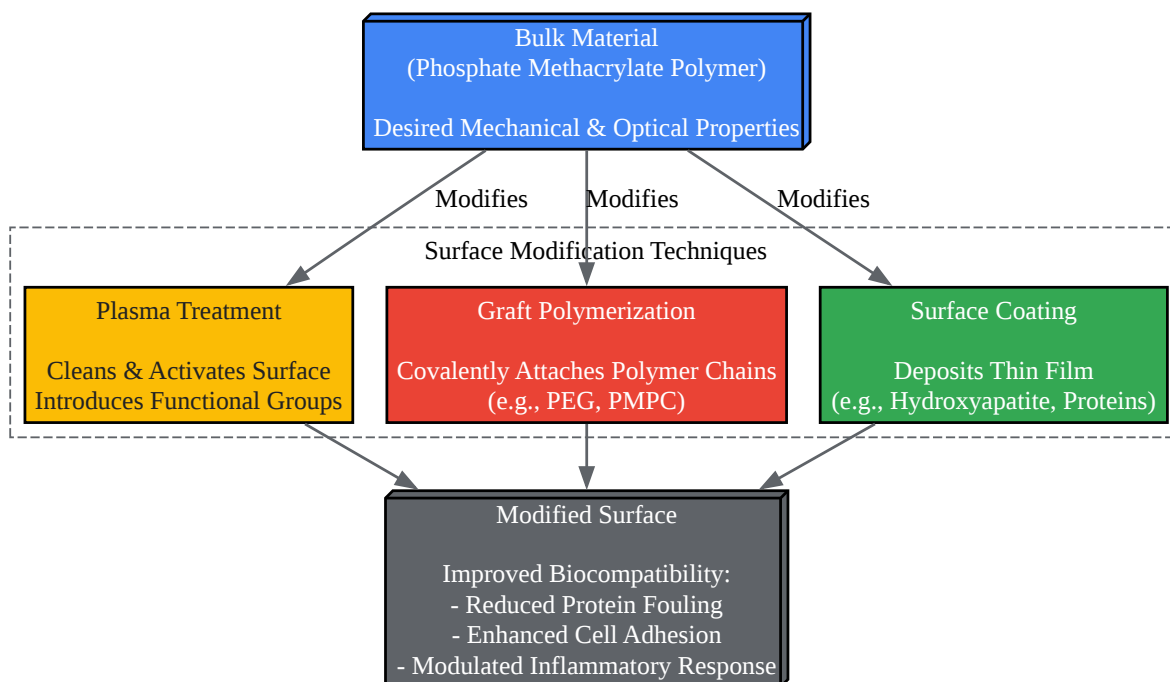 Bulk Material
(Phosphate Methacrylate Polymer)
Desired Mechanical & Optical Properties
Modifies
Modifies
Modifies
Surface Modification Techniques
Plasma Treatment
Cleans & Activates Surface
Introduces Functional Groups
Graft Polymerization
Covalently Attaches Polymer Chains
(e.g., PEG, PMPC)
Surface Coating
Deposits Thin Film
(e.g., Hydroxyapatite, Proteins)
Modified Surface
Improved Biocompatibility:
- Reduced Protein Fouling
- Enhanced Cell Adhesion
- Modulated Inflammatory Response